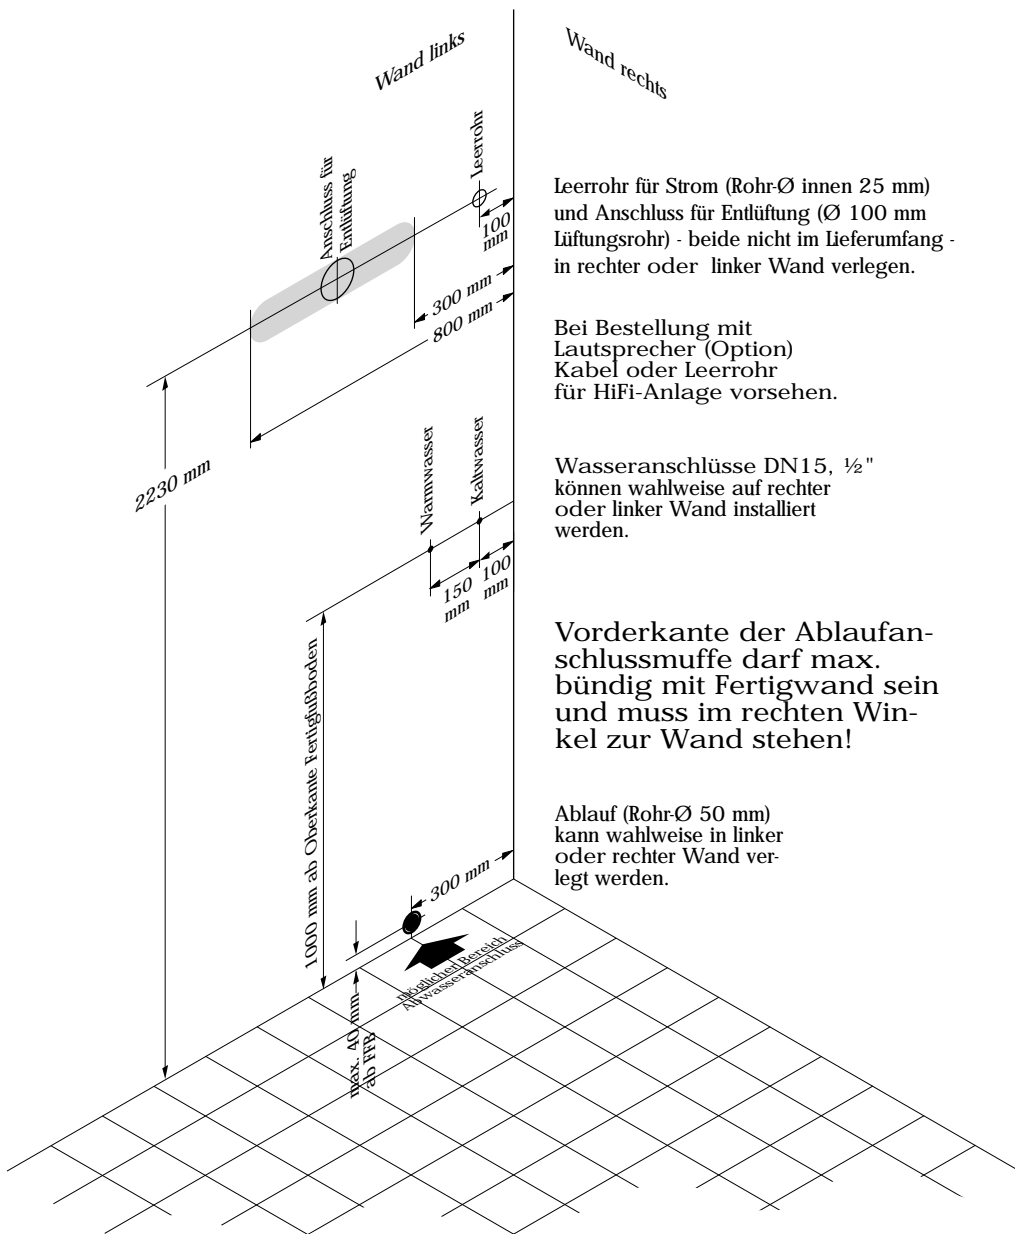 Wand links
Wand rechts
Leerrohr
Anschluss für
Entlüftung
100
mm
300 mm
800 mm
Leerrohr für Strom (Rohr-Ø innen 25 mm)
und Anschluss für Entlüftung (Ø 100 mm
Lüftungsrohr) - beide nicht im Lieferumfang -
in rechter oder linker Wand verlegen.
Bei Bestellung mit
Lautsprecher (Option)
Kabel oder Leerrohr
für HiFi-Anlage vorsehen.
2230 mm
Warmwasser
Kaltwasser
150
mm
100
mm
Wasseranschlüsse DN15, ½"
können wahlweise auf rechter
oder linker Wand installiert
werden.
1000 mm ab Oberkante Fertigfußboden
Vorderkante der Ablaufan-
schlussmuffe darf max.
bündig mit Fertigwand sein
und muss im rechten Win-
kel zur Wand stehen!
Ablauf (Rohr-Ø 50 mm)
kann wahlweise in linker
oder rechter Wand ver-
legt werden.
300 mm
möglicher Bereich
Abwasseranschluss
max. 40 mm
ab FFB